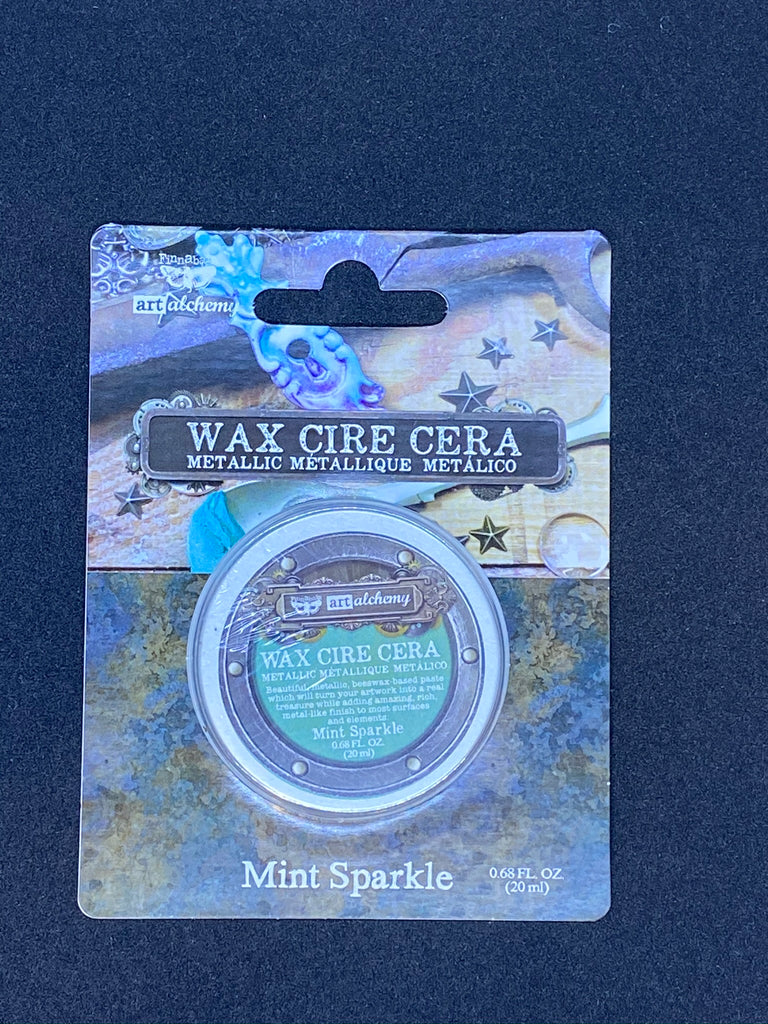 Finnaba
art alchemy
WAX CIRE CERA
METALLIC MÉTALLIQUE METÁLICO
art alchemy
WAX CIRE CERA
METALLIC MÉTALLIQUE METÁLICO
Beautiful, metallic, beeswax-based paste
which will turn your artwork into a real
treasure while adding amazing, rich,
metal-like finish to most surfaces
and elements.
Mint Sparkle
0.68 FL. OZ.
(20 ml)
Mint Sparkle
0.68 FL. OZ.
(20 ml)